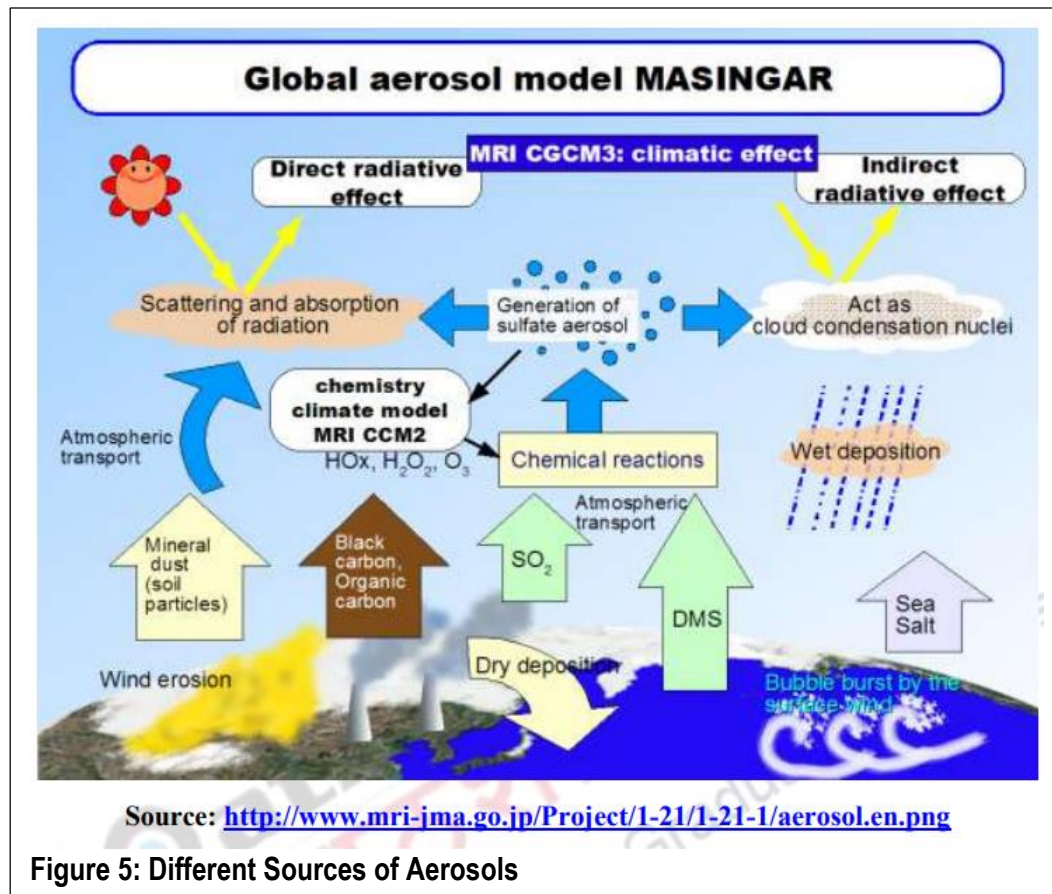 Global aerosol model MASINGAR
MRI CGCM3: climatic effect
Direct radiative
effect
Indirect
radiative effect
Scattering and absorption
of radiation
Generation of
sulfate aerosol
Act as
cloud condensation nuclei
chemistry
climate model
MRI CCM2
HOx, H₂O₂, O₃
Atmospheric
transport
Chemical reactions
Wet deposition
Atmospheric
transport
Mineral
dust
(soil
particles)
Black
carbon,
Organic
carbon
SO₂
DMS
Sea
Salt
Wind erosion
Dry deposition
Bubble burst by the
surface wind
Source: http://www.mri-jma.go.jp/Project/1-21/1-21-1/aerosol.en.png
Figure 5: Different Sources of Aerosols